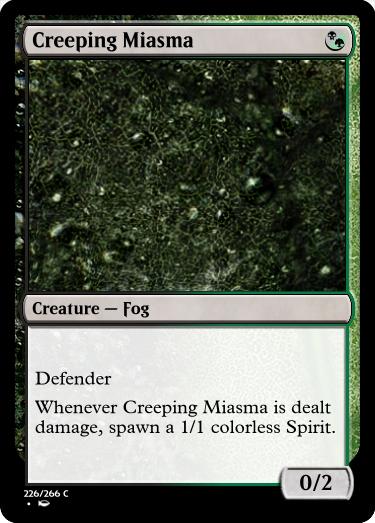 Creeping Miasma
Creature — Fog
Defender
Whenever Creeping Miasma is dealt
damage, spawn a 1/1 colorless Spirit.
0/2
226/266 C